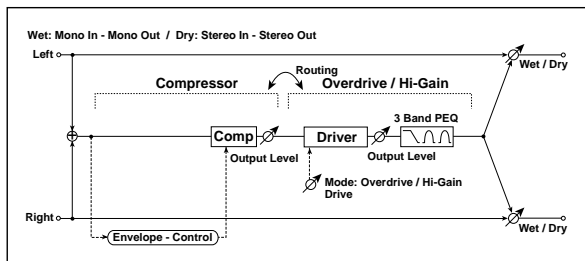 Wet: Mono In - Mono Out / Dry: Stereo In - Stereo Out
Left
Wet / Dry
Routing
Compressor
Overdrive / Hi-Gain
3 Band PEQ
Comp
Driver
Output Level
Output Level
Mode: Overdrive / Hi-Gain
Drive
Right
Wet / Dry
Envelope - Control